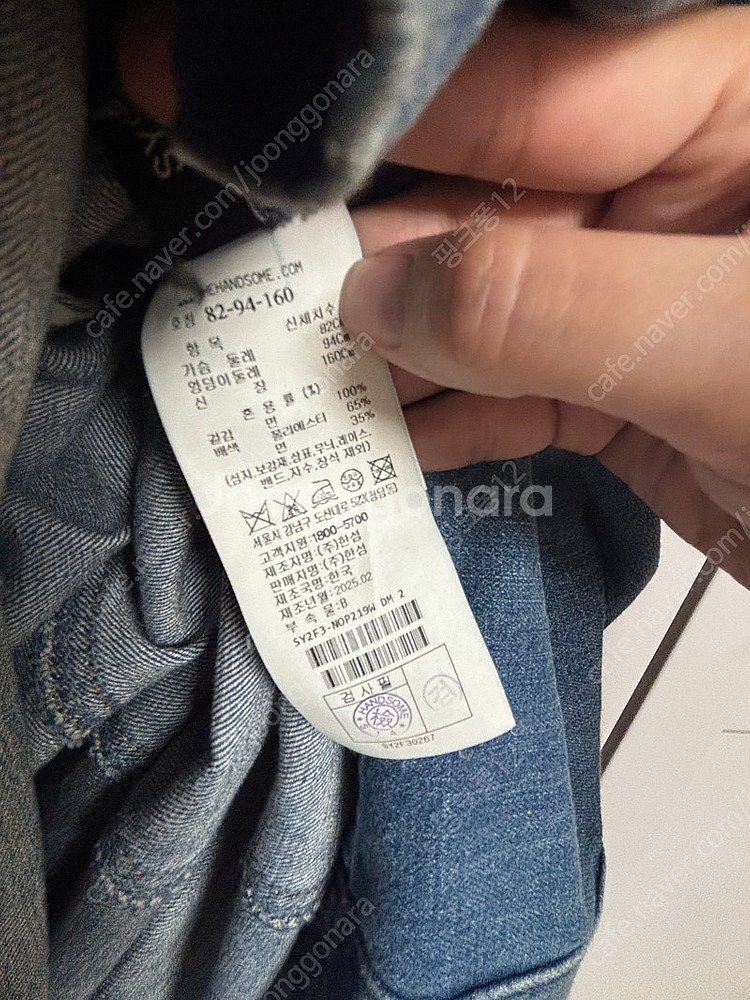 HEHANDSOME.COM
호칭 82-94-160
항 목 신체치수
가슴 둘레 82Cm
엉덩이둘레 94Cm
신 장 160Cm
혼 용 률 (%)
겉감 면 100%
배색 폴리에스터 65%
면 35%
(심지,보강재,상표,무늬,레이스,
밴드,자수,장식 제외)
서울시 강남구 도산대로 523(청담동)
고객지원:1800-5700
제조자명:(주)한섬
판매자명:(주)한섬
제조국명:한국
제조년월:2025.02
부 속 물:B
SY2F3-NOP219W DM 2
검 사 필
HANDSOME
SY2F30267
cafe.naver.com/joonggonara
핑크퐁12
joonggonara